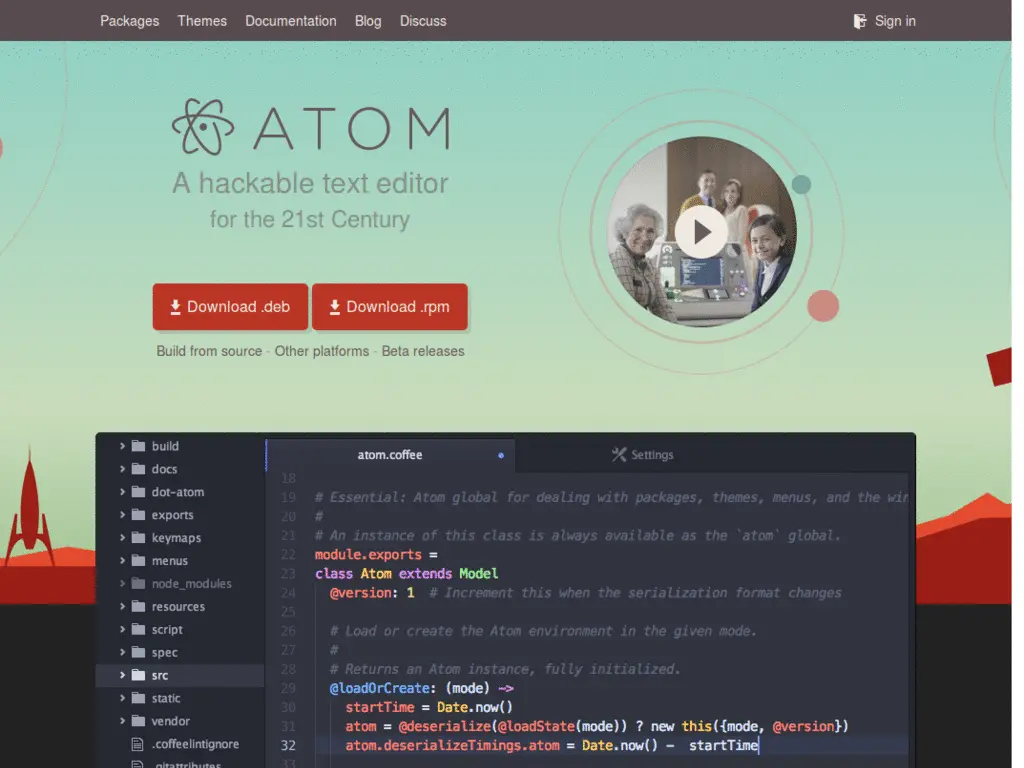 Packages Themes Documentation Blog Discuss Sign in
ATOM
A hackable text editor
for the 21st Century
Download .deb Download .rpm
Build from source · Other platforms · Beta releases
build
docs
dot-atom
exports
keymaps
menus
node_modules
resources
script
spec
src
static
vendor
.coffeelintignore
.gitattributes
atom.coffee Settings
18
19 # Essential: Atom global for dealing with packages, themes, menus, and the win
20 #
21 # An instance of this class is always available as the `atom` global.
22 module.exports =
23 class Atom extends Model
24 @version: 1 # Increment this when the serialization format changes
25
26 # Load or create the Atom environment in the given mode.
27 #
28 # Returns an Atom instance, fully initialized.
29 @loadOrCreate: (mode) ->
30 startTime = Date.now()
31 atom = @deserialize(@loadState(mode)) ? new this({mode, @version})
32 atom.deserializeTimings.atom = Date.now() - startTime
33